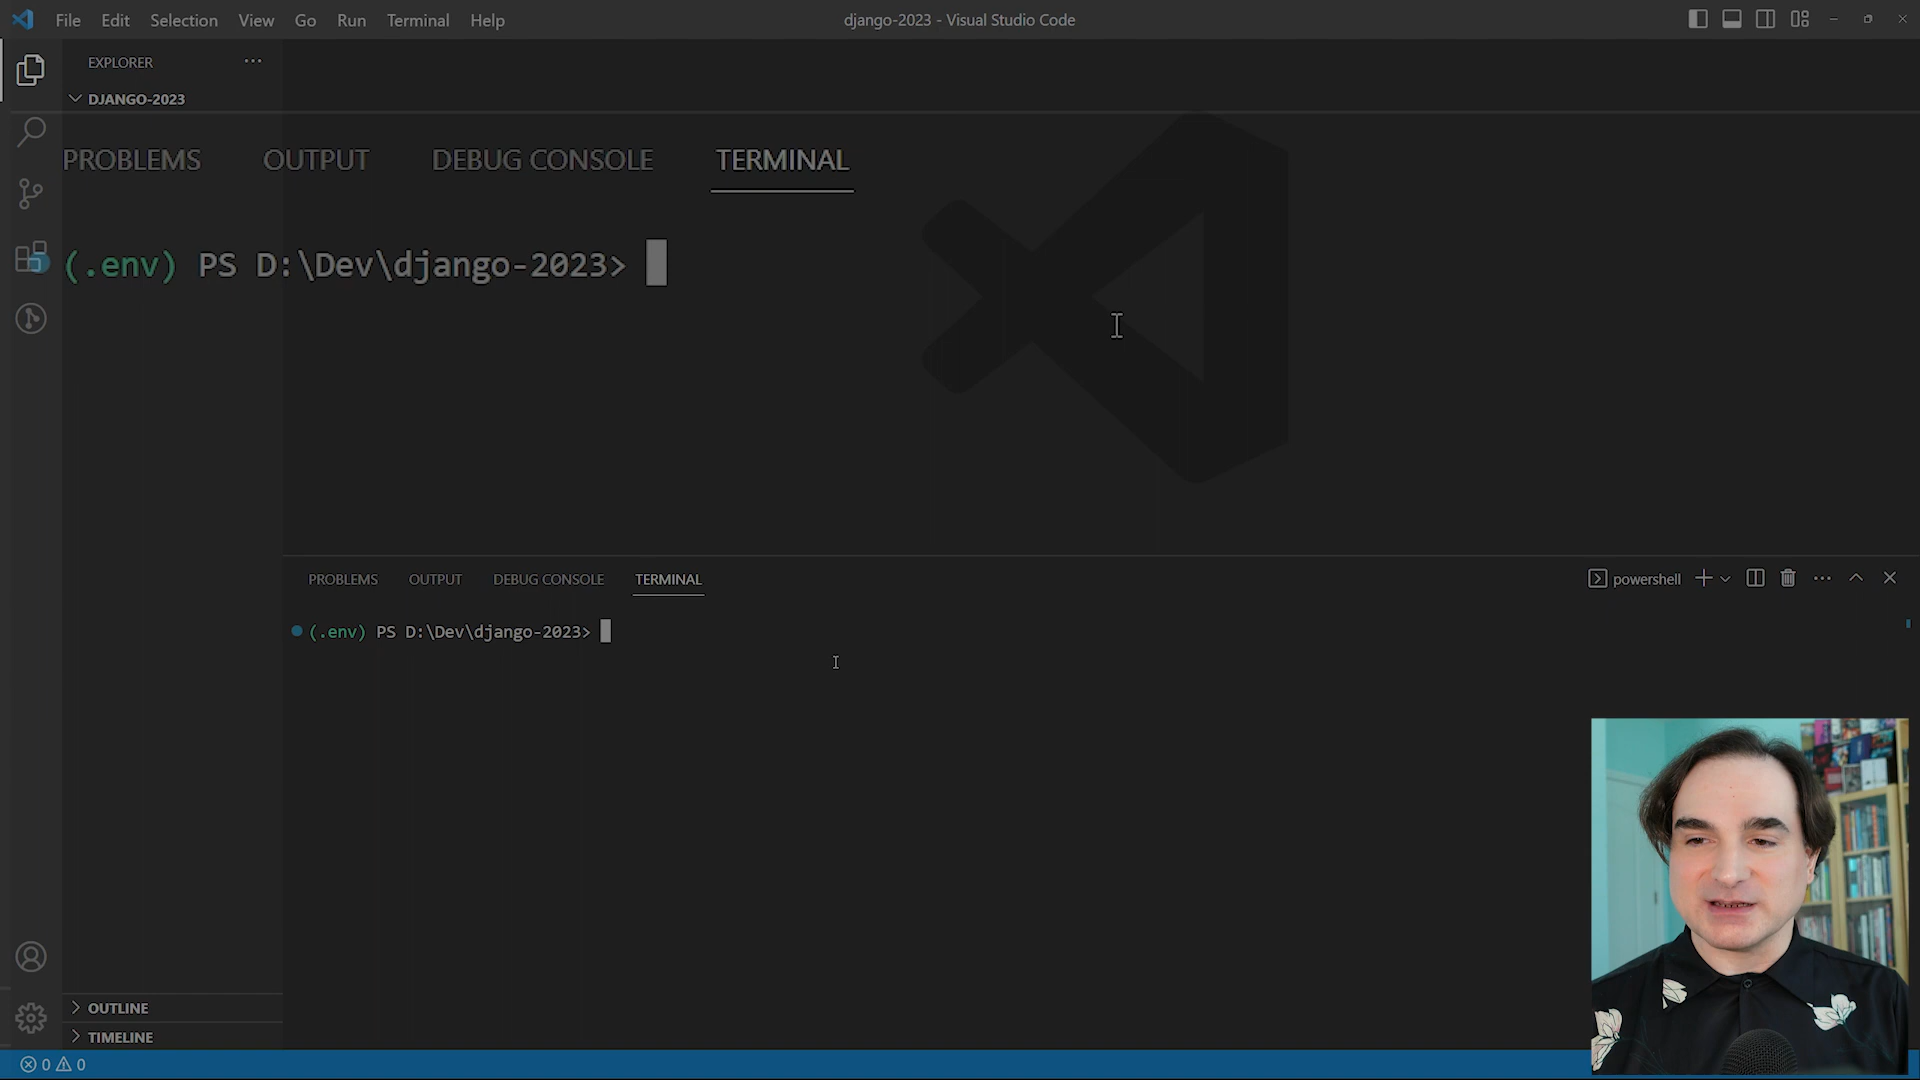 File Edit Selection View Go Run Terminal Help
django-2023 - Visual Studio Code
EXPLORER
DJANGO-2023
PROBLEMS OUTPUT DEBUG CONSOLE TERMINAL
(.env) PS D:\Dev\django-2023>
PROBLEMS OUTPUT DEBUG CONSOLE TERMINAL
powershell
(.env) PS D:\Dev\django-2023>
OUTLINE
TIMELINE
0 0